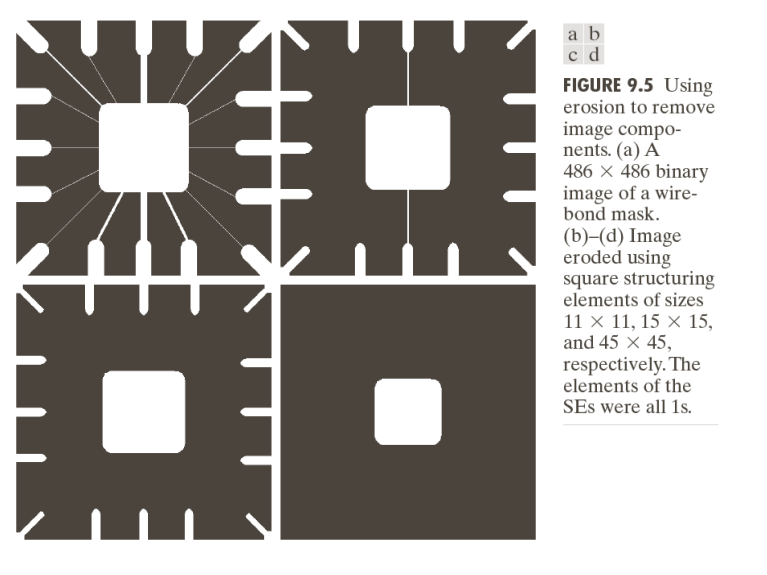 a b
c d
FIGURE 9.5 Using
erosion to remove
image compo-
nents. (a) A
486 × 486 binary
image of a wire-
bond mask.
(b)–(d) Image
eroded using
square structuring
elements of sizes
11 × 11, 15 × 15,
and 45 × 45,
respectively. The
elements of the
SEs were all 1s.